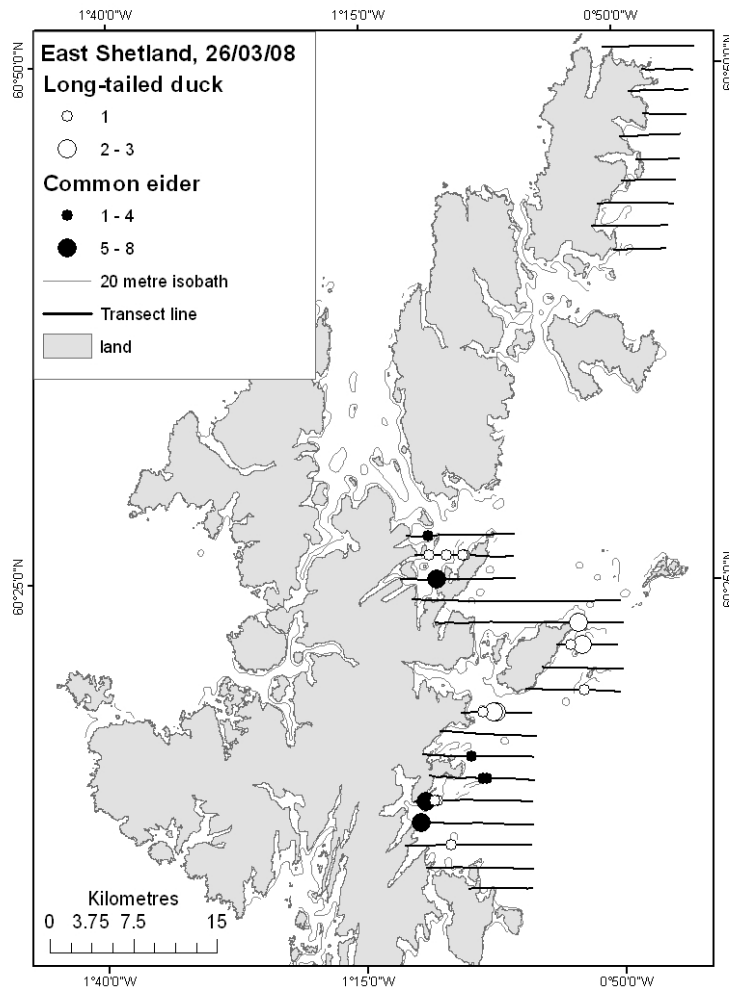 1°40'0"W 1°15'0"W 0°50'0"W
60°50'0"N
60°50'0"N
East Shetland, 26/03/08
Long-tailed duck
1
2 - 3
Common eider
1 - 4
5 - 8
20 metre isobath
Transect line
land
60°25'0"N
60°25'0"N
Kilometres
0 3.75 7.5 15
1°40'0"W 1°15'0"W 0°50'0"W